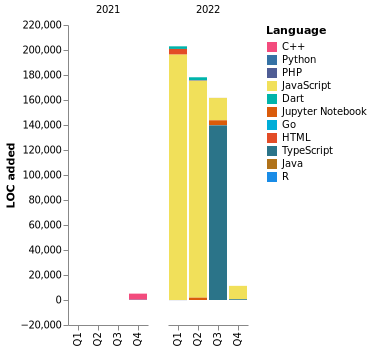 2021 2022
220,000
200,000
180,000
160,000
140,000
120,000
100,000
80,000
60,000
40,000
20,000
0
−20,000
LOC added
Q1 Q2 Q3 Q4 Q1 Q2 Q3 Q4
Language
C++
Python
PHP
JavaScript
Dart
Jupyter Notebook
Go
HTML
TypeScript
Java
R